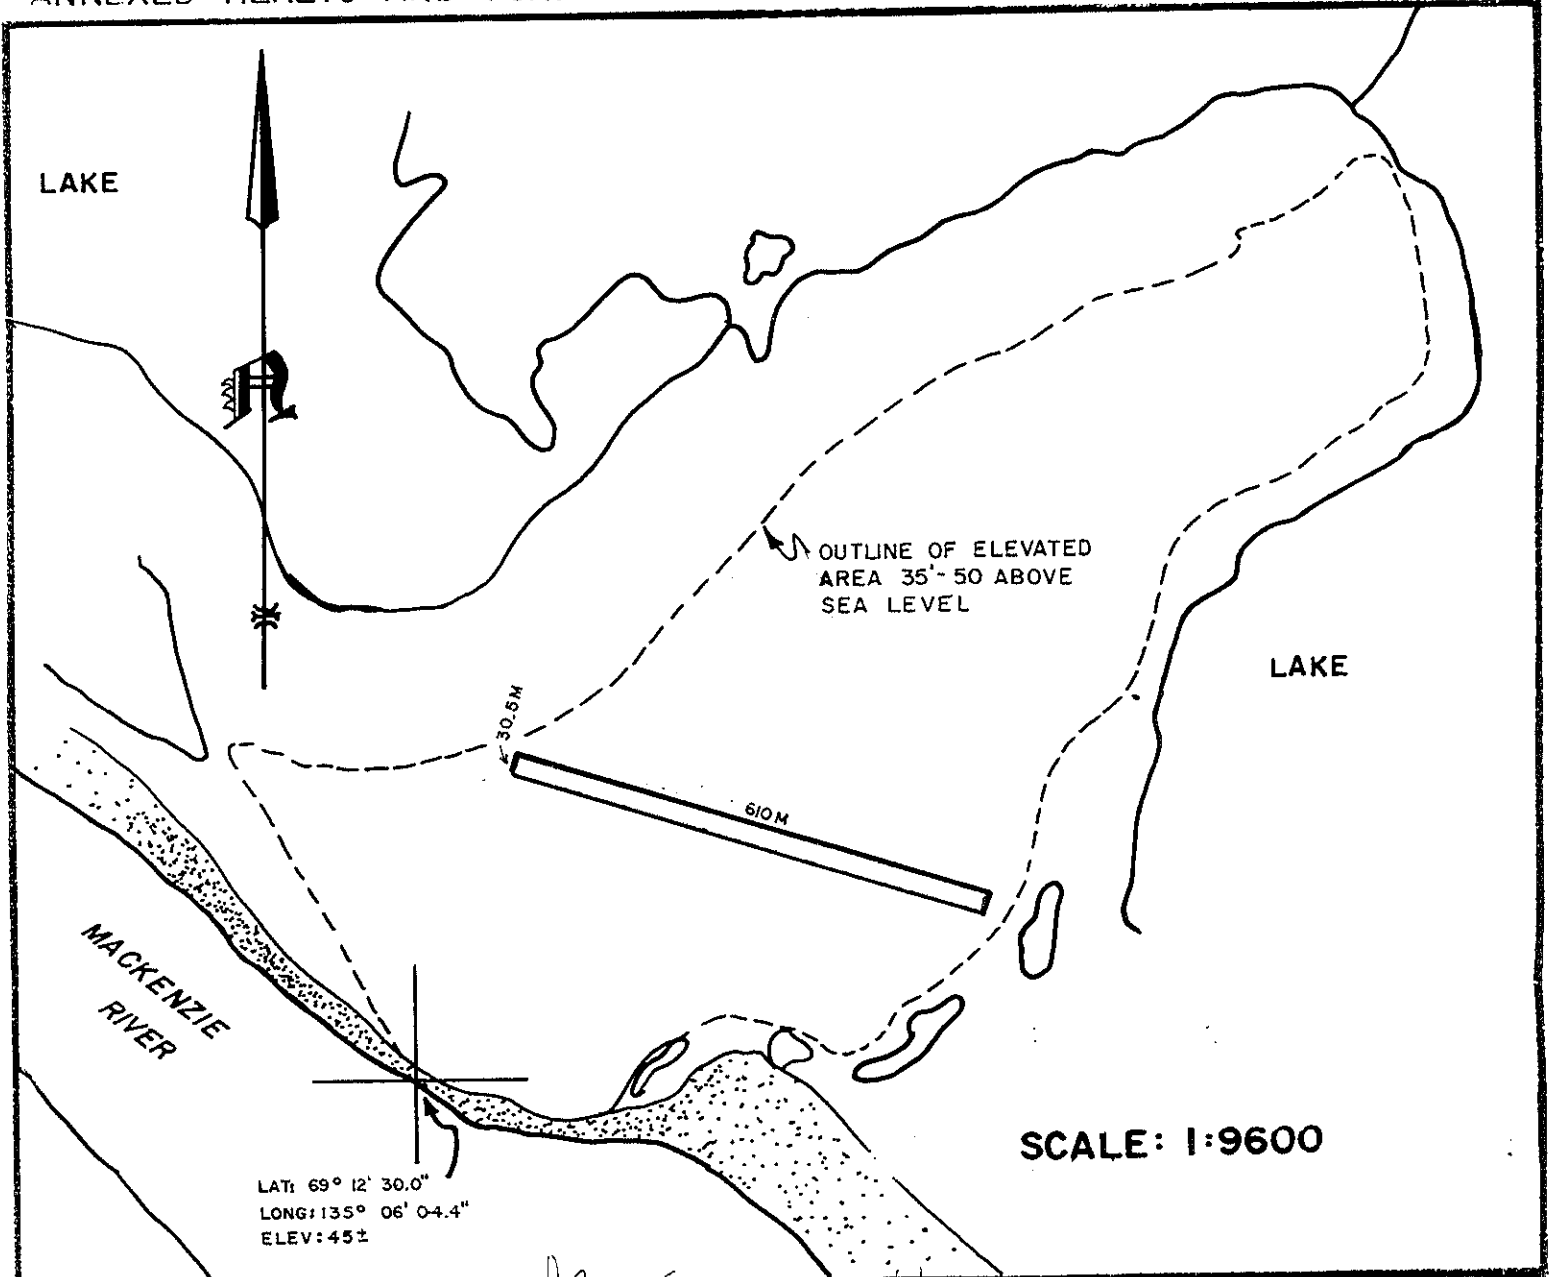 LAKE
OUTLINE OF ELEVATED
AREA 35'-50 ABOVE
SEA LEVEL
LAKE
30.5M
610M
MACKENZIE
RIVER
SCALE: 1:9600
LAT: 69° 12' 30.0"
LONG: 135° 06' 04.4"
ELEV: 45±